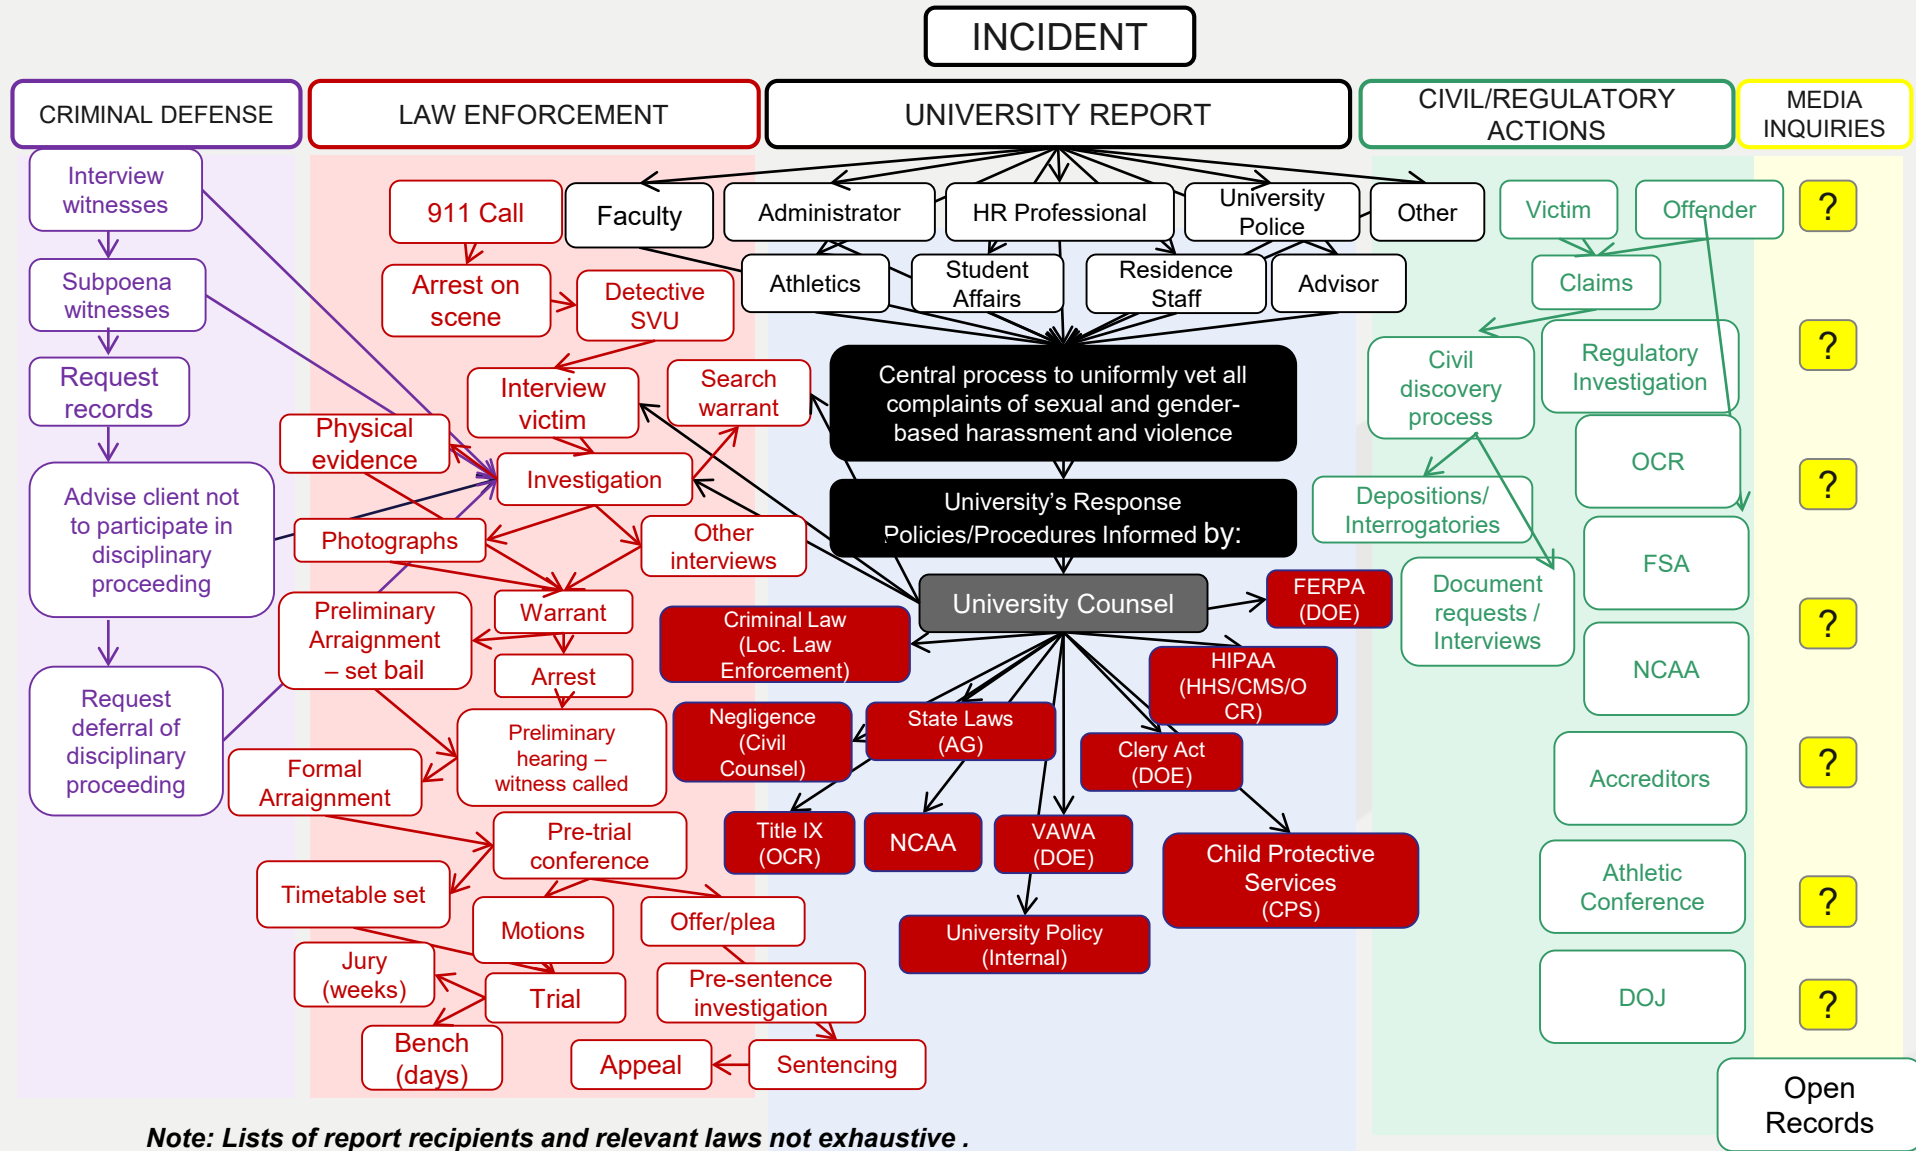 INCIDENT
CRIMINAL DEFENSE
LAW ENFORCEMENT
UNIVERSITY REPORT
CIVIL/REGULATORY
ACTIONS
MEDIA
INQUIRIES
Interview
witnesses
Subpoena
witnesses
Request
records
Advise client not
to participate in
disciplinary
proceeding
Request
deferral of
disciplinary
proceeding
911 Call
Arrest on
scene
Detective
SVU
Interview
victim
Search
warrant
Physical
evidence
Investigation
Photographs
Other
interviews
Warrant
Preliminary
Arraignment
– set bail
Arrest
Preliminary
hearing –
witness called
Formal
Arraignment
Pre-trial
conference
Timetable set
Motions
Offer/plea
Jury
(weeks)
Trial
Pre-sentence
investigation
Bench
(days)
Appeal
Sentencing
Faculty
Administrator
HR Professional
University
Police
Other
Athletics
Student
Affairs
Residence
Staff
Advisor
Central process to uniformly vet all
complaints of sexual and gender-
based harassment and violence
University’s Response
Policies/Procedures Informed by:
University Counsel
FERPA
(DOE)
Criminal Law
(Loc. Law
Enforcement)
HIPAA
(HHS/CMS/O
CR)
Negligence
(Civil
Counsel)
State Laws
(AG)
Clery Act
(DOE)
Title IX
(OCR)
NCAA
VAWA
(DOE)
Child Protective
Services
(CPS)
University Policy
(Internal)
Victim
Offender
Claims
Civil
discovery
process
Regulatory
Investigation
OCR
Depositions/
Interrogatories
FSA
Document
requests /
Interviews
NCAA
Accreditors
Athletic
Conference
DOJ
?
?
?
?
?
?
?
Open
Records
Note: Lists of report recipients and relevant laws not exhaustive .